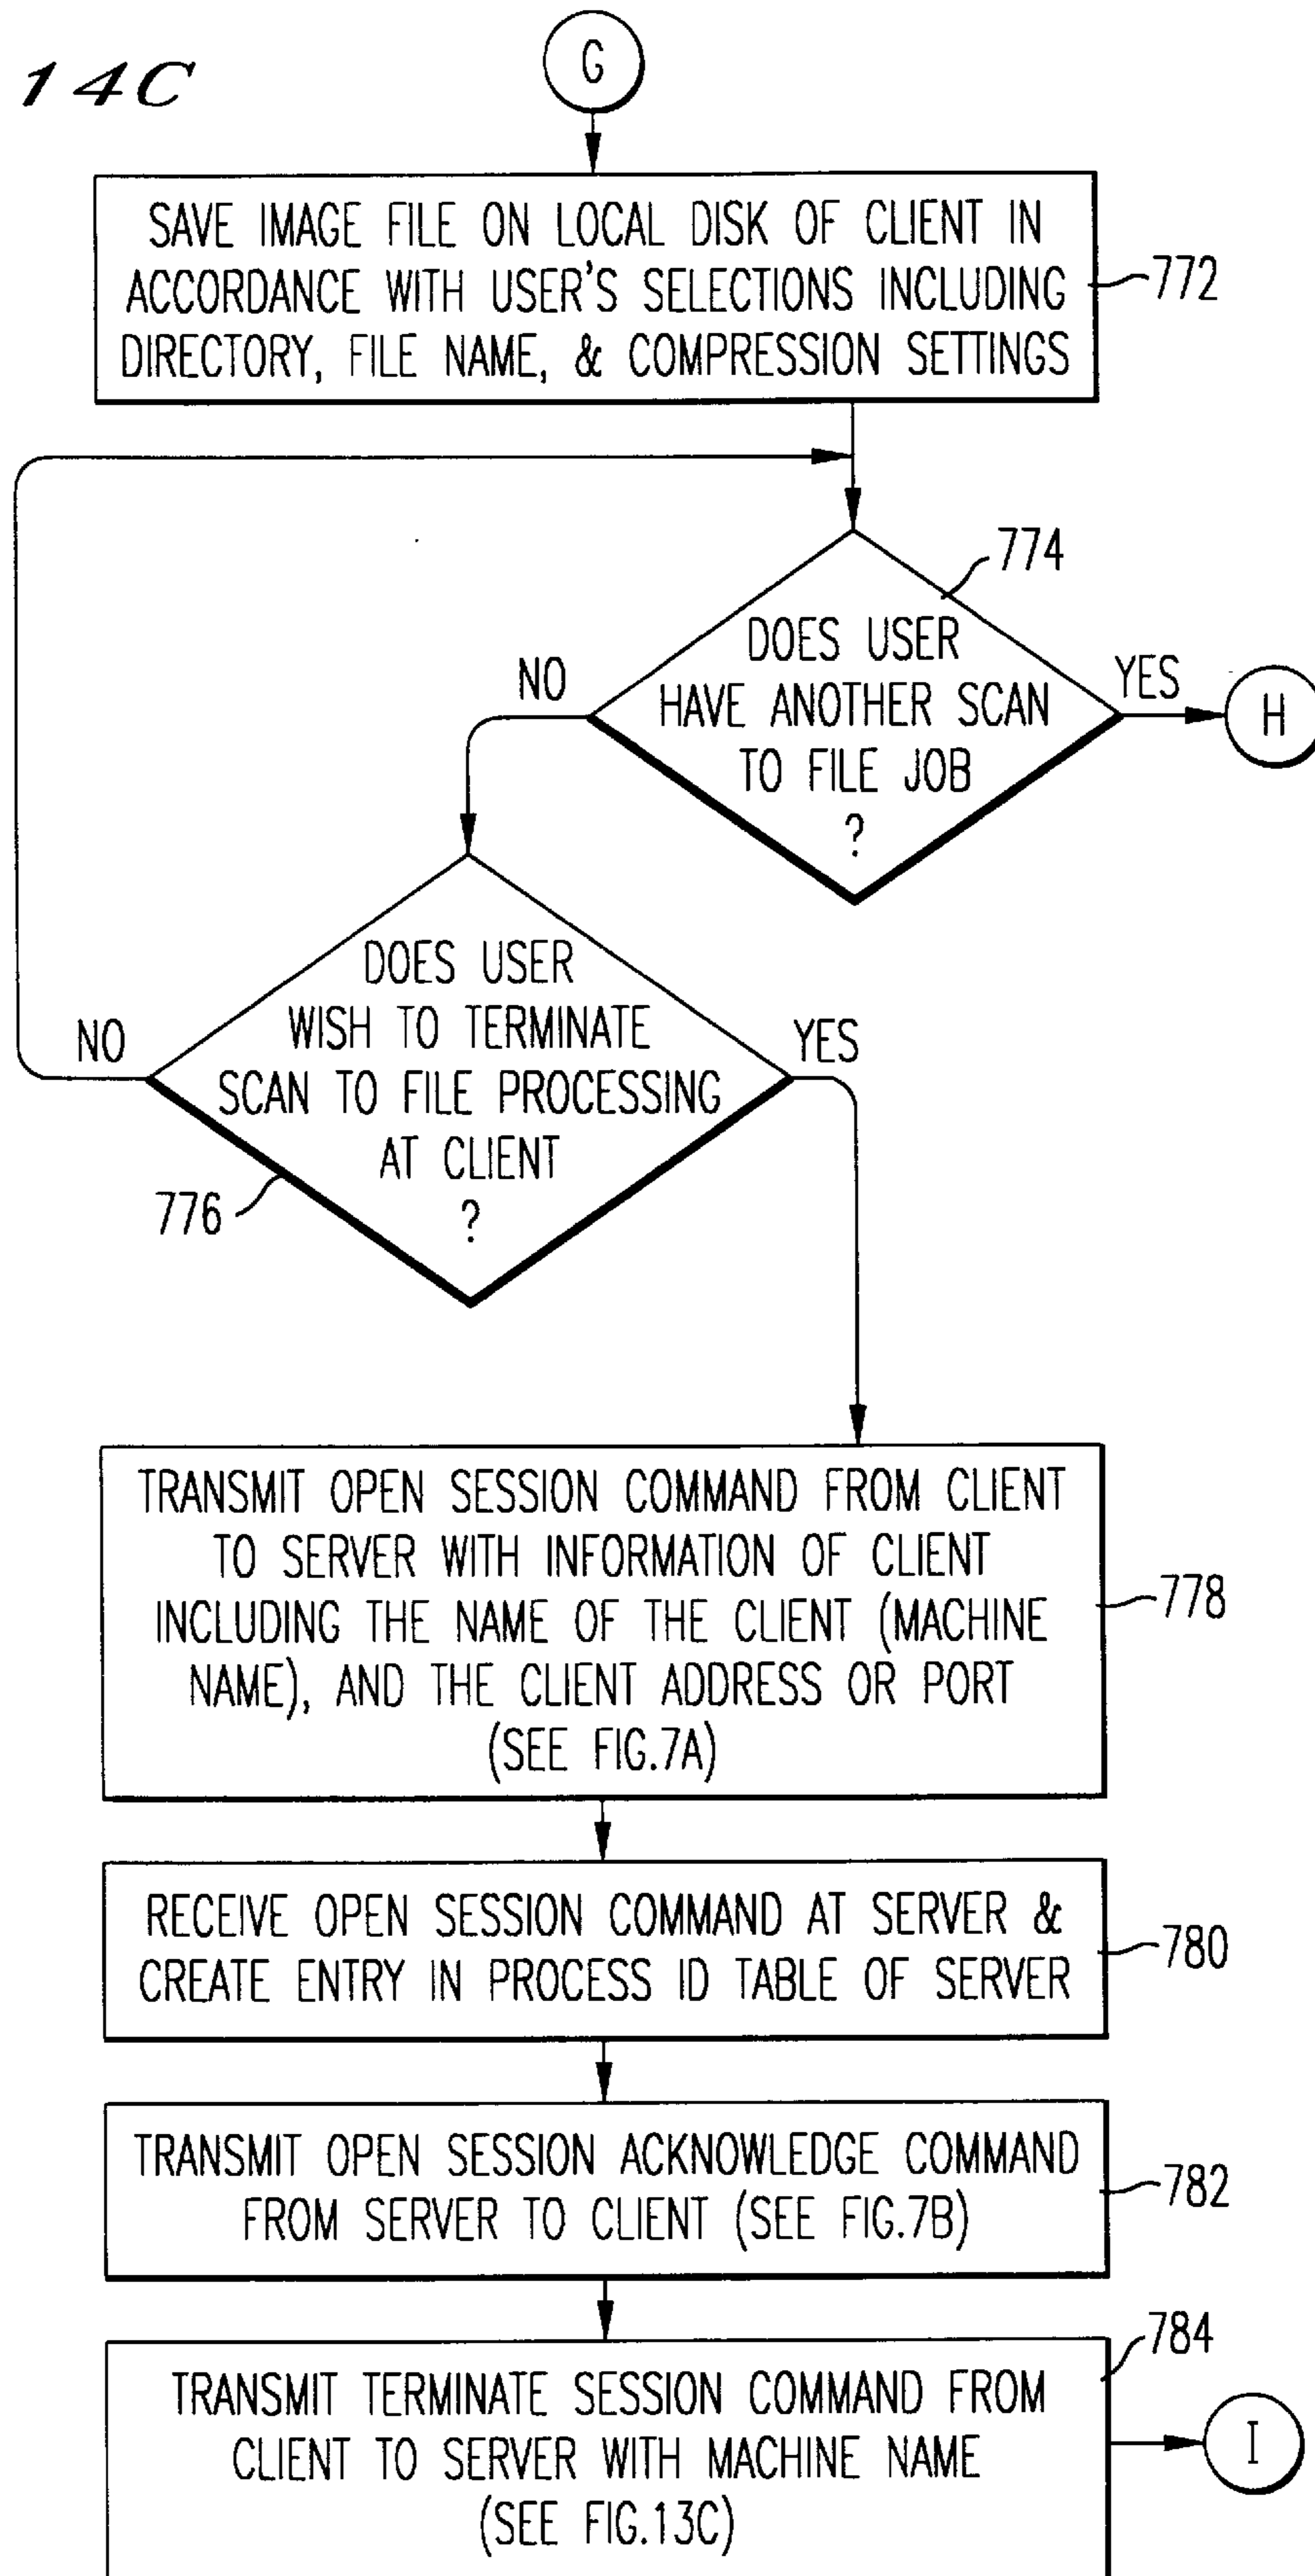 14C
G
SAVE IMAGE FILE ON LOCAL DISK OF CLIENT IN
ACCORDANCE WITH USER'S SELECTIONS INCLUDING
DIRECTORY, FILE NAME, & COMPRESSION SETTINGS
772
774
DOES USER
HAVE ANOTHER SCAN
TO FILE JOB
?
NO
YES
H
DOES USER
WISH TO TERMINATE
SCAN TO FILE PROCESSING
AT CLIENT
?
NO
YES
776
TRANSMIT OPEN SESSION COMMAND FROM CLIENT
TO SERVER WITH INFORMATION OF CLIENT
INCLUDING THE NAME OF THE CLIENT (MACHINE
NAME), AND THE CLIENT ADDRESS OR PORT
(SEE FIG.7A)
778
RECEIVE OPEN SESSION COMMAND AT SERVER &
CREATE ENTRY IN PROCESS ID TABLE OF SERVER
780
TRANSMIT OPEN SESSION ACKNOWLEDGE COMMAND
FROM SERVER TO CLIENT (SEE FIG.7B)
782
784
TRANSMIT TERMINATE SESSION COMMAND FROM
CLIENT TO SERVER WITH MACHINE NAME
(SEE FIG.13C)
I